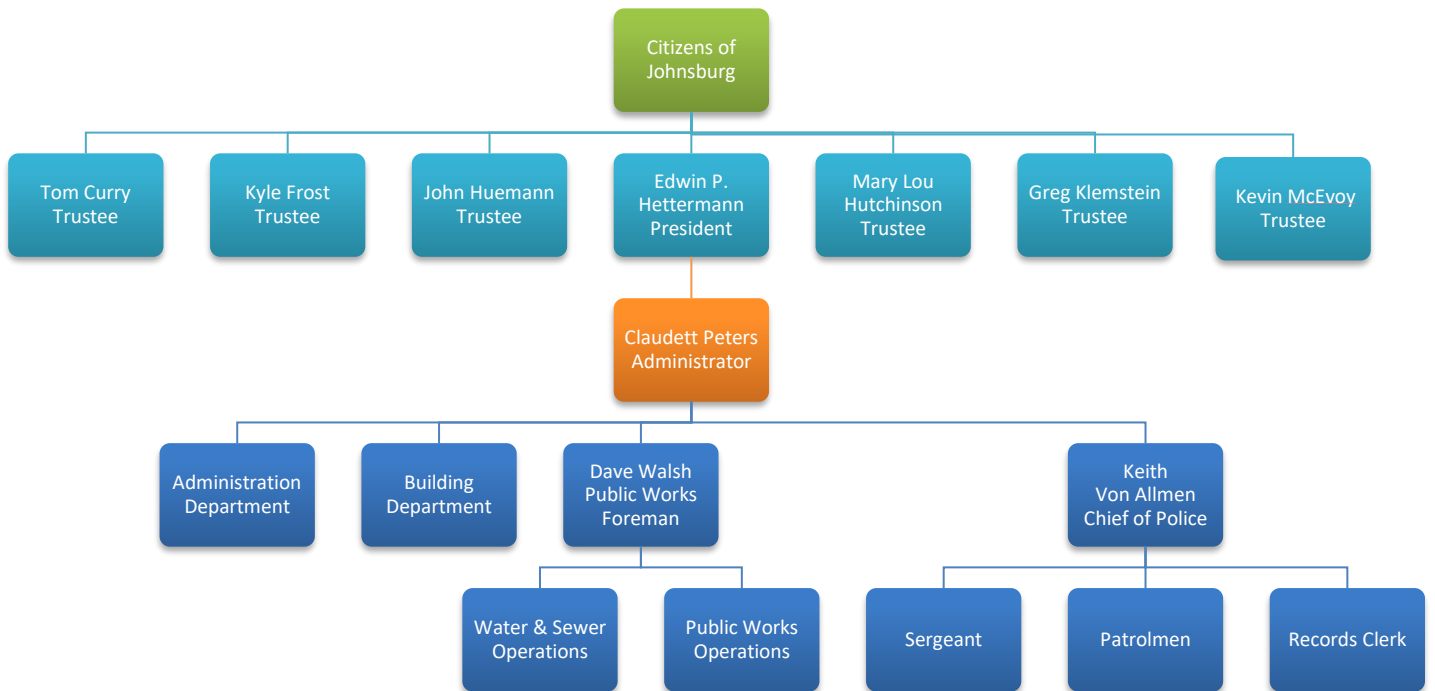 Citizens of
Johnsburg
Tom Curry
Trustee
Kyle Frost
Trustee
John Huemann
Trustee
Edwin P.
Hettermann
President
Mary Lou
Hutchinson
Trustee
Greg Klemstein
Trustee
Kevin McEvoy
Trustee
Claudett Peters
Administrator
Administration
Department
Building
Department
Dave Walsh
Public Works
Foreman
Keith
Von Allmen
Chief of Police
Water & Sewer
Operations
Public Works
Operations
Sergeant
Patrolmen
Records Clerk